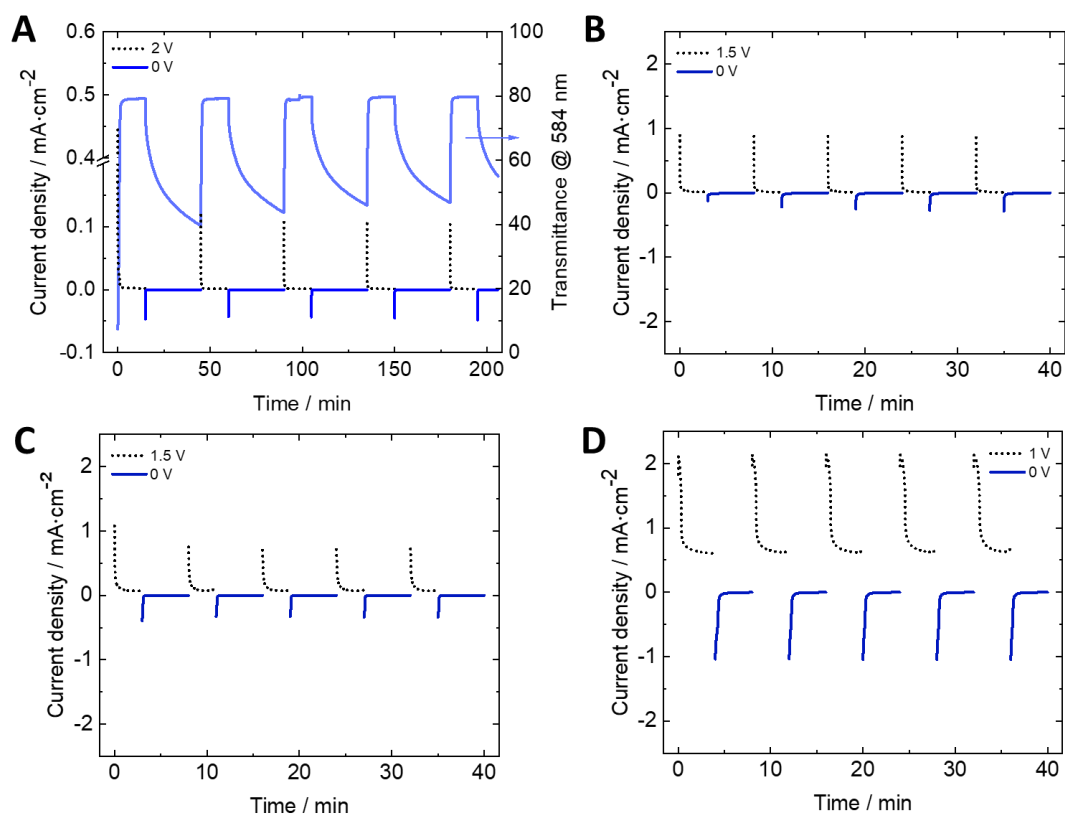 A
2 V
0 V
Current density / mA·cm-2
0.6
0.5
0.4
0.1
0.0
-0.1
100
80
60
40
20
0
Transmittance @ 584 nm
0 50 100 150 200
Time / min
B
1.5 V
0 V
Current density / mA·cm-2
2
1
0
-1
-2
0 10 20 30 40
Time / min
C
1.5 V
0 V
Current density / mA·cm-2
2
1
0
-1
-2
0 10 20 30 40
Time / min
D
1 V
0 V
Current density / mA·cm-2
2
1
0
-1
-2
0 10 20 30 40
Time / min